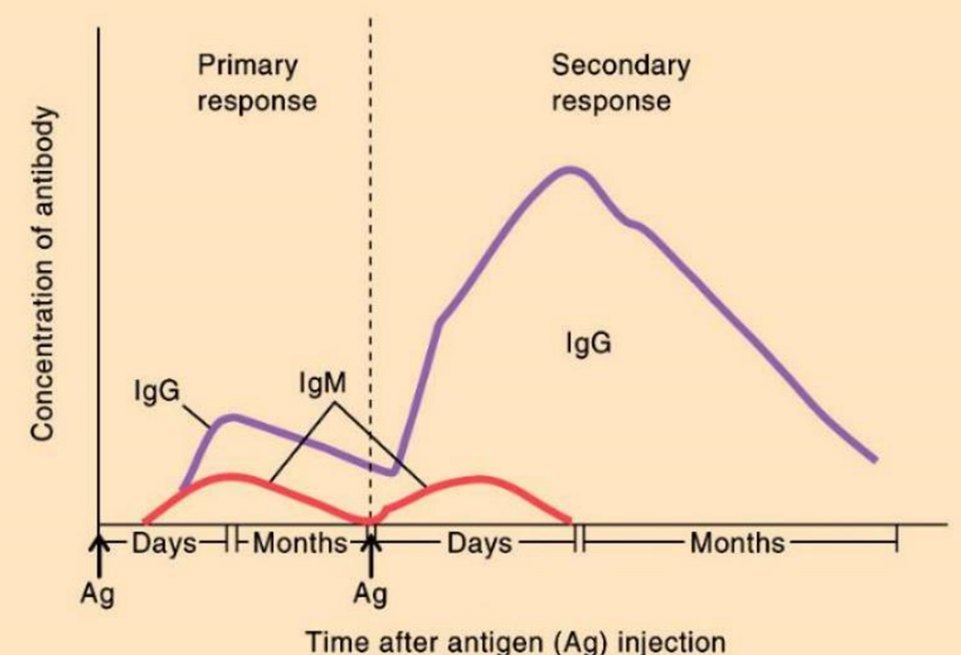 Primary
response
Secondary
response
Concentration of antibody
IgG
IgM
IgG
Days
Months
Days
Months
Ag
Ag
Time after antigen (Ag) injection